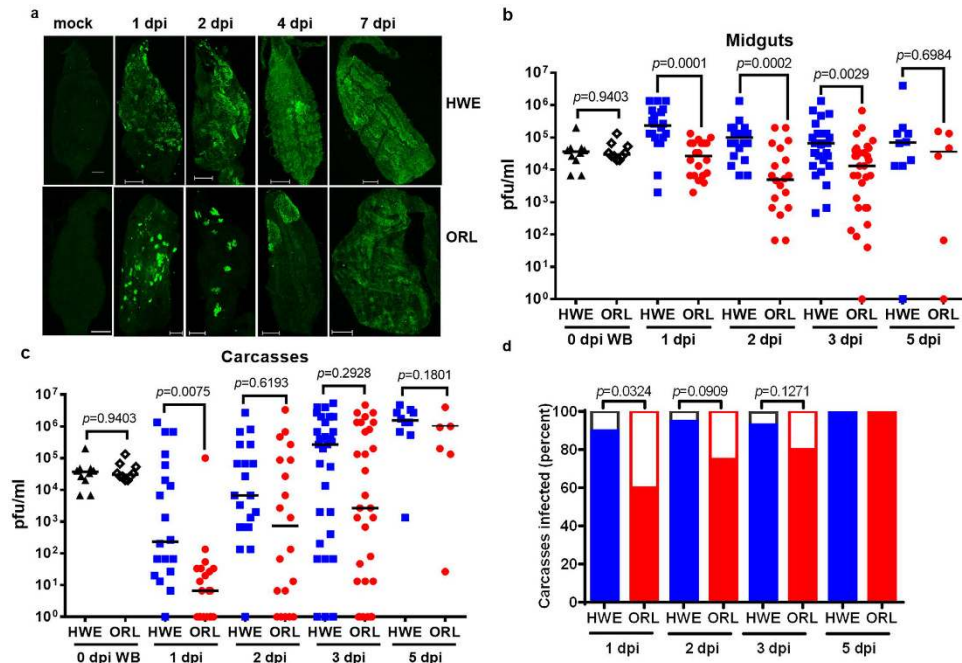 a
mock 1 dpi 2 dpi 4 dpi 7 dpi
HWE
ORL
b
Midguts
p=0.9403 p=0.0001 p=0.0002 p=0.0029 p=0.6984
pfu/ml
10⁷
10⁶
10⁵
10⁴
10³
10²
10¹
10⁰
HWE ORL HWE ORL HWE ORL HWE ORL HWE ORL
0 dpi WB 1 dpi 2 dpi 3 dpi 5 dpi
c
Carcasses
p=0.9403 p=0.0075 p=0.6193 p=0.2928 p=0.1801
pfu/ml
10⁷
10⁶
10⁵
10⁴
10³
10²
10¹
10⁰
HWE ORL HWE ORL HWE ORL HWE ORL HWE ORL
0 dpi WB 1 dpi 2 dpi 3 dpi 5 dpi
d
p=0.0324 p=0.0909 p=0.1271
Carcasses infected (percent)
100
80
60
40
20
0
HWE ORL HWE ORL HWE ORL HWE ORL
1 dpi 2 dpi 3 dpi 5 dpi